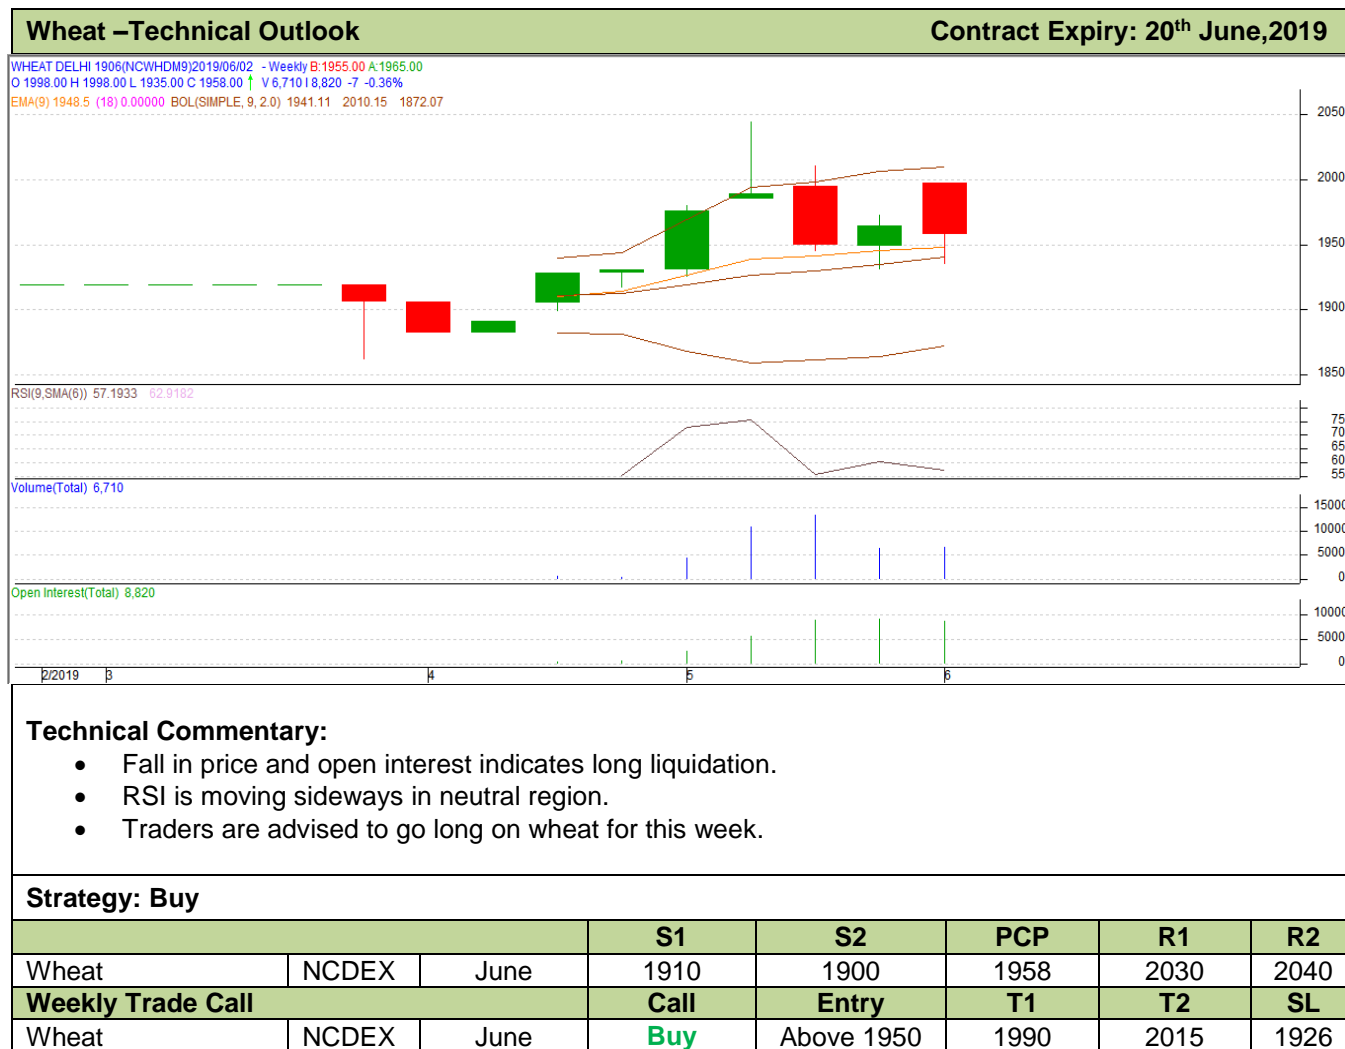 Wheat –Technical Outlook Contract Expiry: 20th June,2019
WHEAT DELHI 1906(NCWHDM9)2019/06/02 - Weekly B:1955.00 A:1965.00
O 1998.00 H 1998.00 L 1935.00 C 1958.00 ↑ V 6,710 I 8,820 -7 -0.36%
EMA(9) 1948.5 (18) 0.00000 BOL(SIMPLE, 9, 2.0) 1941.11 2010.15 1872.07
2050
2000
1950
1900
1850
RSI(9,SMA(6)) 57.1933 62.9182
75
70
65
60
55
Volume(Total) 6,710
15000
10000
5000
0
Open Interest(Total) 8,820
10000
5000
0
2/2019 3 4 5 6
Technical Commentary:
• Fall in price and open interest indicates long liquidation.
• RSI is moving sideways in neutral region.
• Traders are advised to go long on wheat for this week.
Strategy: Buy
S1 S2 PCP R1 R2
Wheat NCDEX June 1910 1900 1958 2030 2040
Weekly Trade Call Call Entry T1 T2 SL
Wheat NCDEX June Buy Above 1950 1990 2015 1926